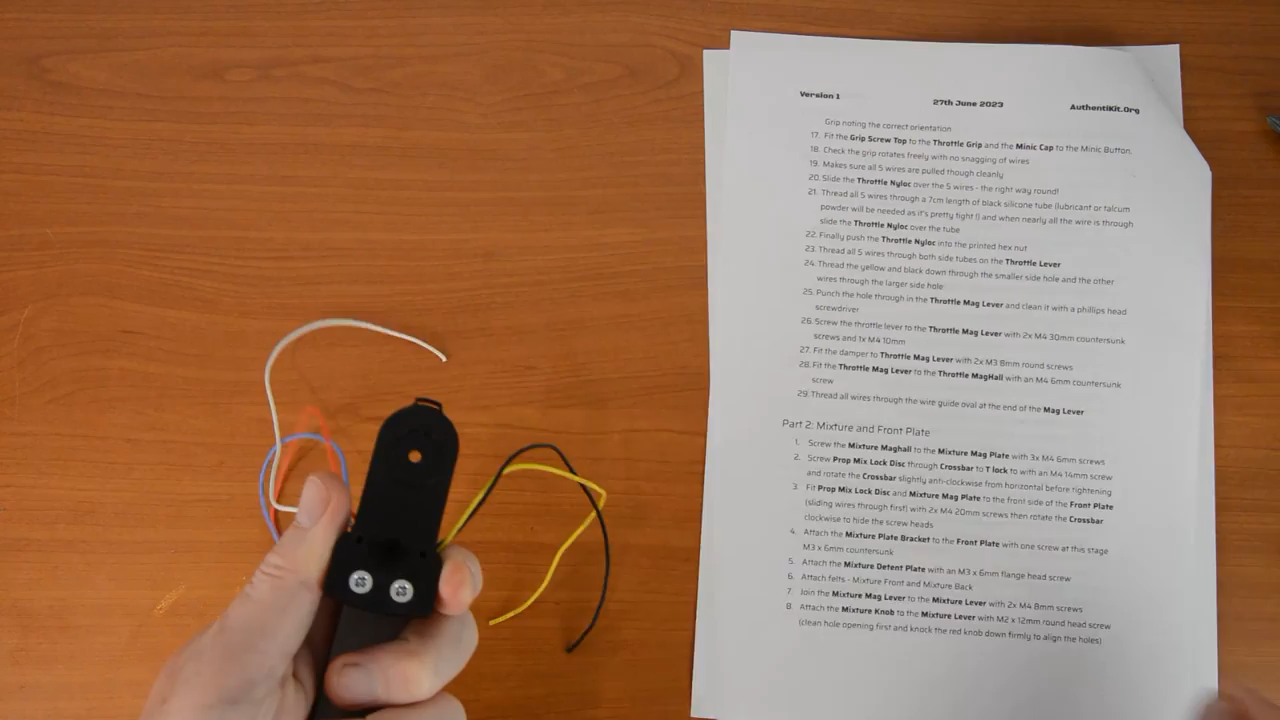 Version 1 27th June 2023 AuthentiKit.Org
Grip noting the correct orientation
17. Fit the Grip Screw Top to the Throttle Grip and the Minic Cap to the Minic Button.
18. Check the grip rotates freely with no snagging of wires
19. Makes sure all 5 wires are pulled though cleanly
20. Slide the Throttle Nyloc over the 5 wires - the right way round!
21. Thread all 5 wires through a 7cm length of black silicone tube (lubricant or talcum
powder will be needed as it's pretty tight !) and when nearly all the wire is through
slide the Throttle Nyloc over the tube
22. Finally push the Throttle Nyloc into the printed hex nut
23. Thread all 5 wires through both side tubes on the Throttle Lever
24. Thread the yellow and black down through the smaller side hole and the other
wires through the larger side hole
25. Punch the hole through in the Throttle Mag Lever and clean it with a phillips head
screwdriver
26. Screw the throttle lever to the Throttle Mag Lever with 2x M4 30mm countersunk
screws and 1x M4 10mm
27. Fit the damper to Throttle Mag Lever with 2x M3 8mm round screws
28. Fit the Throttle Mag Lever to the Throttle MagHall with an M4 6mm countersunk
screw
29. Thread all wires through the wire guide oval at the end of the Mag Lever
Part 2: Mixture and Front Plate
1. Screw the Mixture Maghall to the Mixture Mag Plate with 3x M4 6mm screws
2. Screw Prop Mix Lock Disc through Crossbar to T lock to with an M4 14mm screw
and rotate the Crossbar slightly anti-clockwise from horizontal before tightening
3. Fit Prop Mix Lock Disc and Mixture Mag Plate to the front side of the Front Plate
(sliding wires through first) with 2x M4 20mm screws then rotate the Crossbar
clockwise to hide the screw heads
4. Attach the Mixture Plate Bracket to the Front Plate with one screw at this stage
M3 x 6mm countersunk
5. Attach the Mixture Detent Plate with an M3 x 6mm flange head screw
6. Attach felts - Mixture Front and Mixture Back
7. Join the Mixture Mag Lever to the Mixture Lever with 2x M4 8mm screws
8. Attach the Mixture Knob to the Mixture Lever with M2 x 12mm round head screw
(clean hole opening first and knock the red knob down firmly to align the holes)